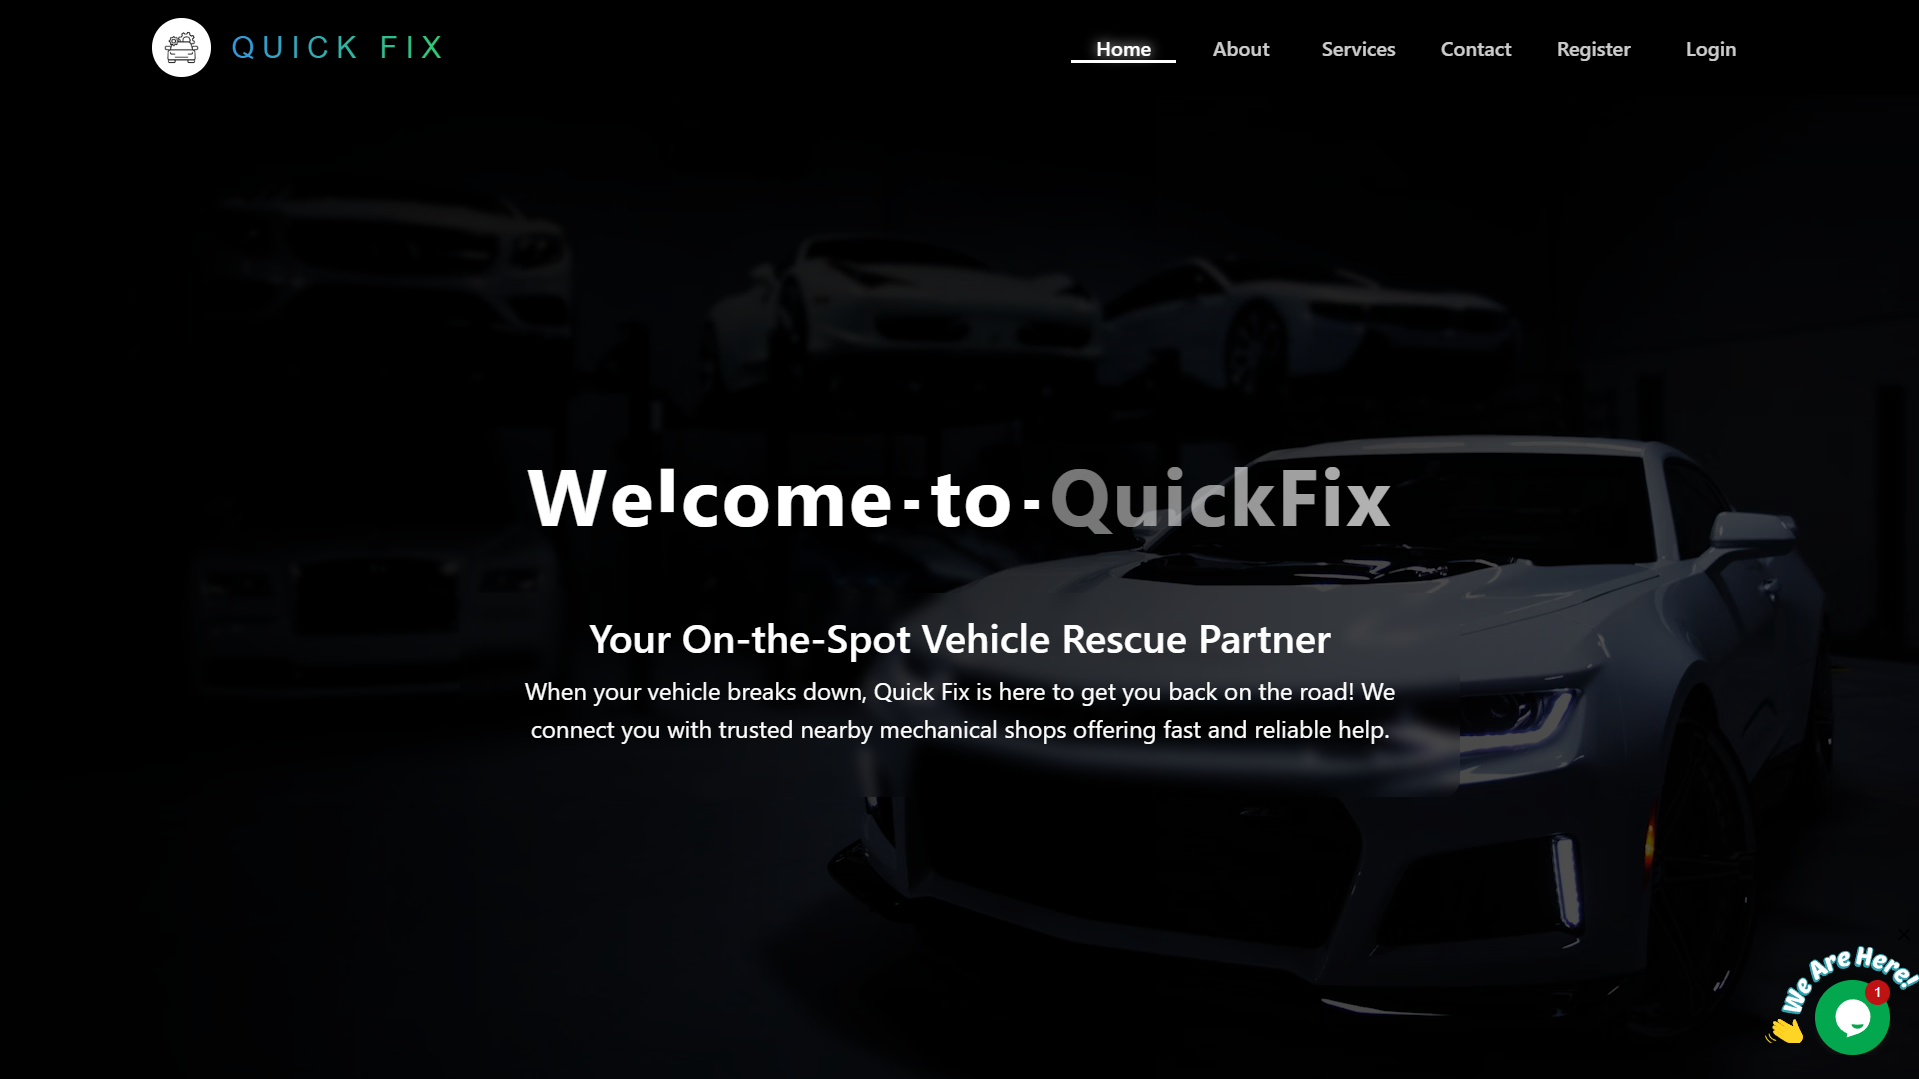 QUICK FIX
Home About Services Contact Register Login
Welcome-to-QuickFix
Your On-the-Spot Vehicle Rescue Partner
When your vehicle breaks down, Quick Fix is here to get you back on the road! We
connect you with trusted nearby mechanical shops offering fast and reliable help.
We Are Here!
1